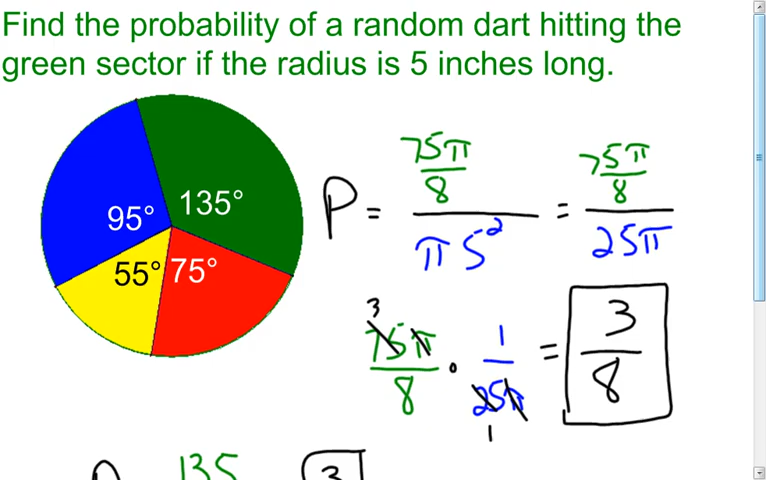 Find the probability of a random dart hitting the
green sector if the radius is 5 inches long.
95° 135°
55° 75°
P = 75π/8 / π5² = 75π/8 / 25π
3
75π/8 · 1/25π = 3/8
1
135 3